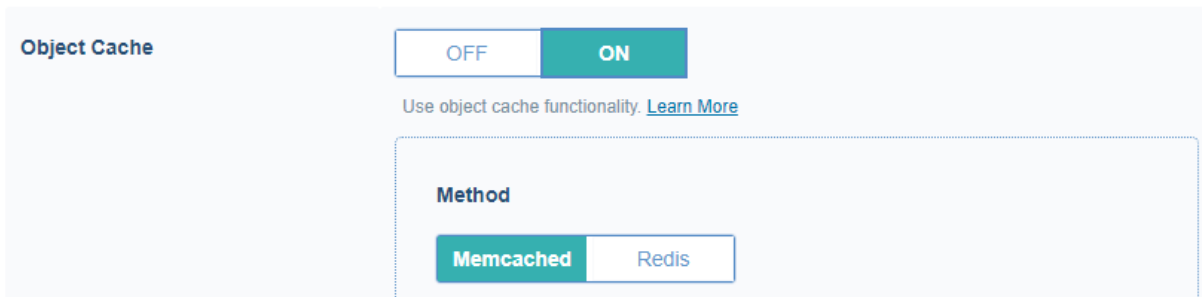 Object Cache
OFF ON
Use object cache functionality. Learn More
Method
Memcached Redis